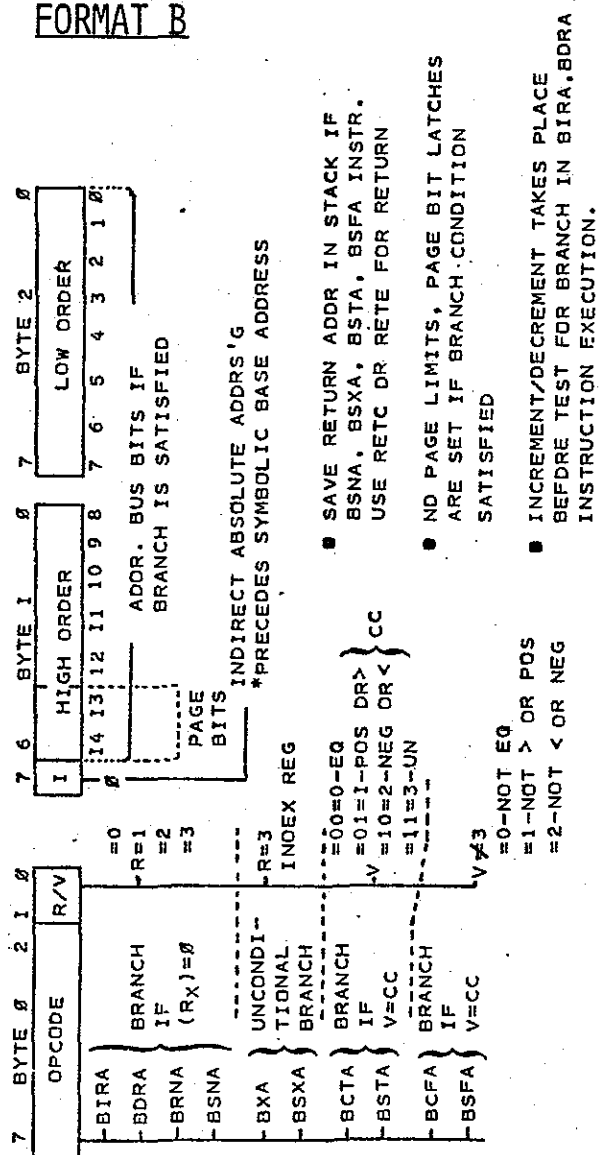 FORMAT B
7 BYTE Ø 2 1 Ø
OPCODE R/V
7 6 BYTE 1 Ø
I HIGH ORDER
14 13 12 11 10 9 8
7 BYTE 2 Ø
LOW ORDER
7 6 5 4 3 2 1 Ø
ADDR. BUS BITS IF
BRANCH IS SATISFIED
PAGE
BITS
Ø
INDIRECT ABSOLUTE ADDRS'G
*PRECEDES SYMBOLIC BASE ADDRESS
BIRA
BDRA
BRNA
BSNA
BRANCH
IF
(RX)=Ø
=0
R=1
=2
=3
BXA
BSXA
UNCONDI-
TIONAL
BRANCH
R=3
INDEX REG
BCTA
BSTA
BRANCH
IF
V=CC
=00=0-EQ
=01=1-POS OR>
V =10=2-NEG OR<
=11=3-UN
CC
BCFA
BSFA
BRANCH
IF
V=CC
V≠3
=0-NOT EQ
=1-NOT > OR POS
=2-NOT < OR NEG
■ SAVE RETURN ADDR IN STACK IF
BSNA, BSXA, BSTA, BSFA INSTR.
USE RETC OR RETE FOR RETURN
■ NO PAGE LIMITS, PAGE BIT LATCHES
ARE SET IF BRANCH CONDITION
SATISFIED
■ INCREMENT/DECREMENT TAKES PLACE
BEFORE TEST FOR BRANCH IN BIRA,BDRA
INSTRUCTION EXECUTION.